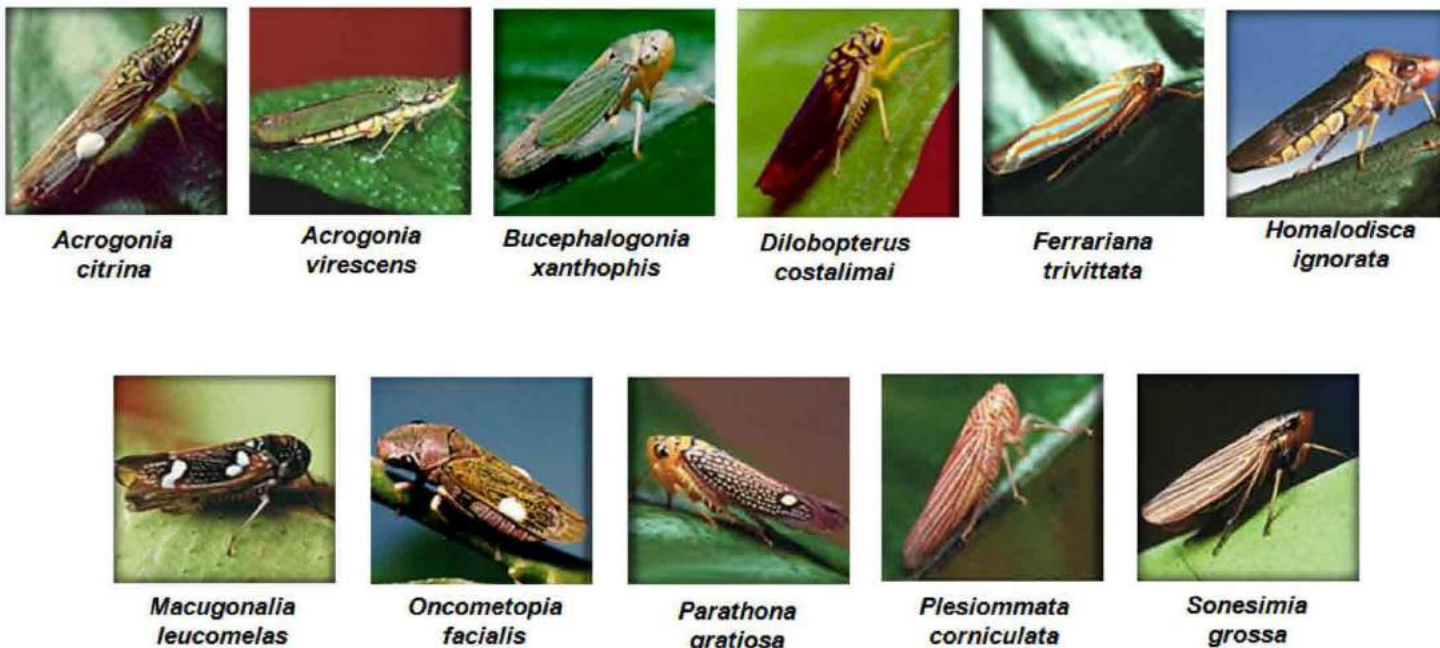 Acrogonia
citrina
Acrogonia
virescens
Bucephalogonia
xanthophis
Dilobopterus
costalimai
Ferrariana
trivittata
Homalodisca
ignorata
Macugonalia
leucomelas
Oncometopia
facialis
Parathona
gratiosa
Plesiommata
corniculata
Sonesimia
grossa